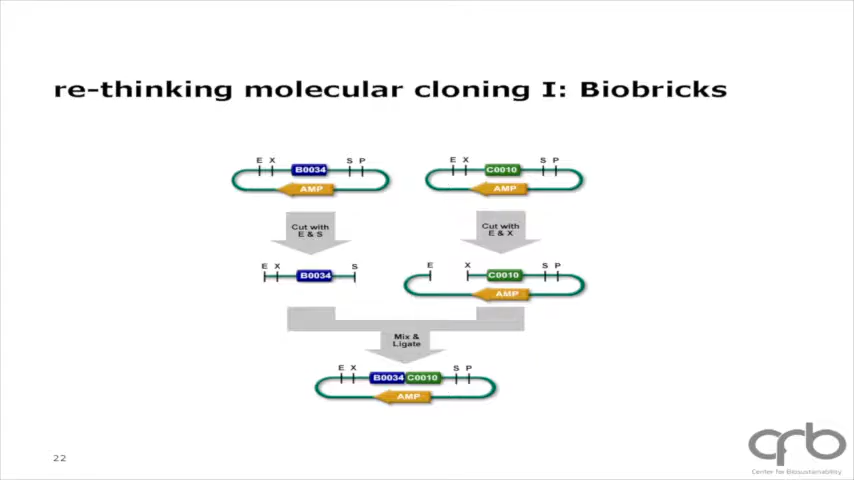 re-thinking molecular cloning I: Biobricks
E X B0034 S P
AMP
E X C0010 S P
AMP
Cut with
E & S
Cut with
E & X
E X B0034 S
E X C0010 S P
AMP
Mix &
Ligate
E X B0034 C0010 S P
AMP
22
crb
Center for Biosustainability